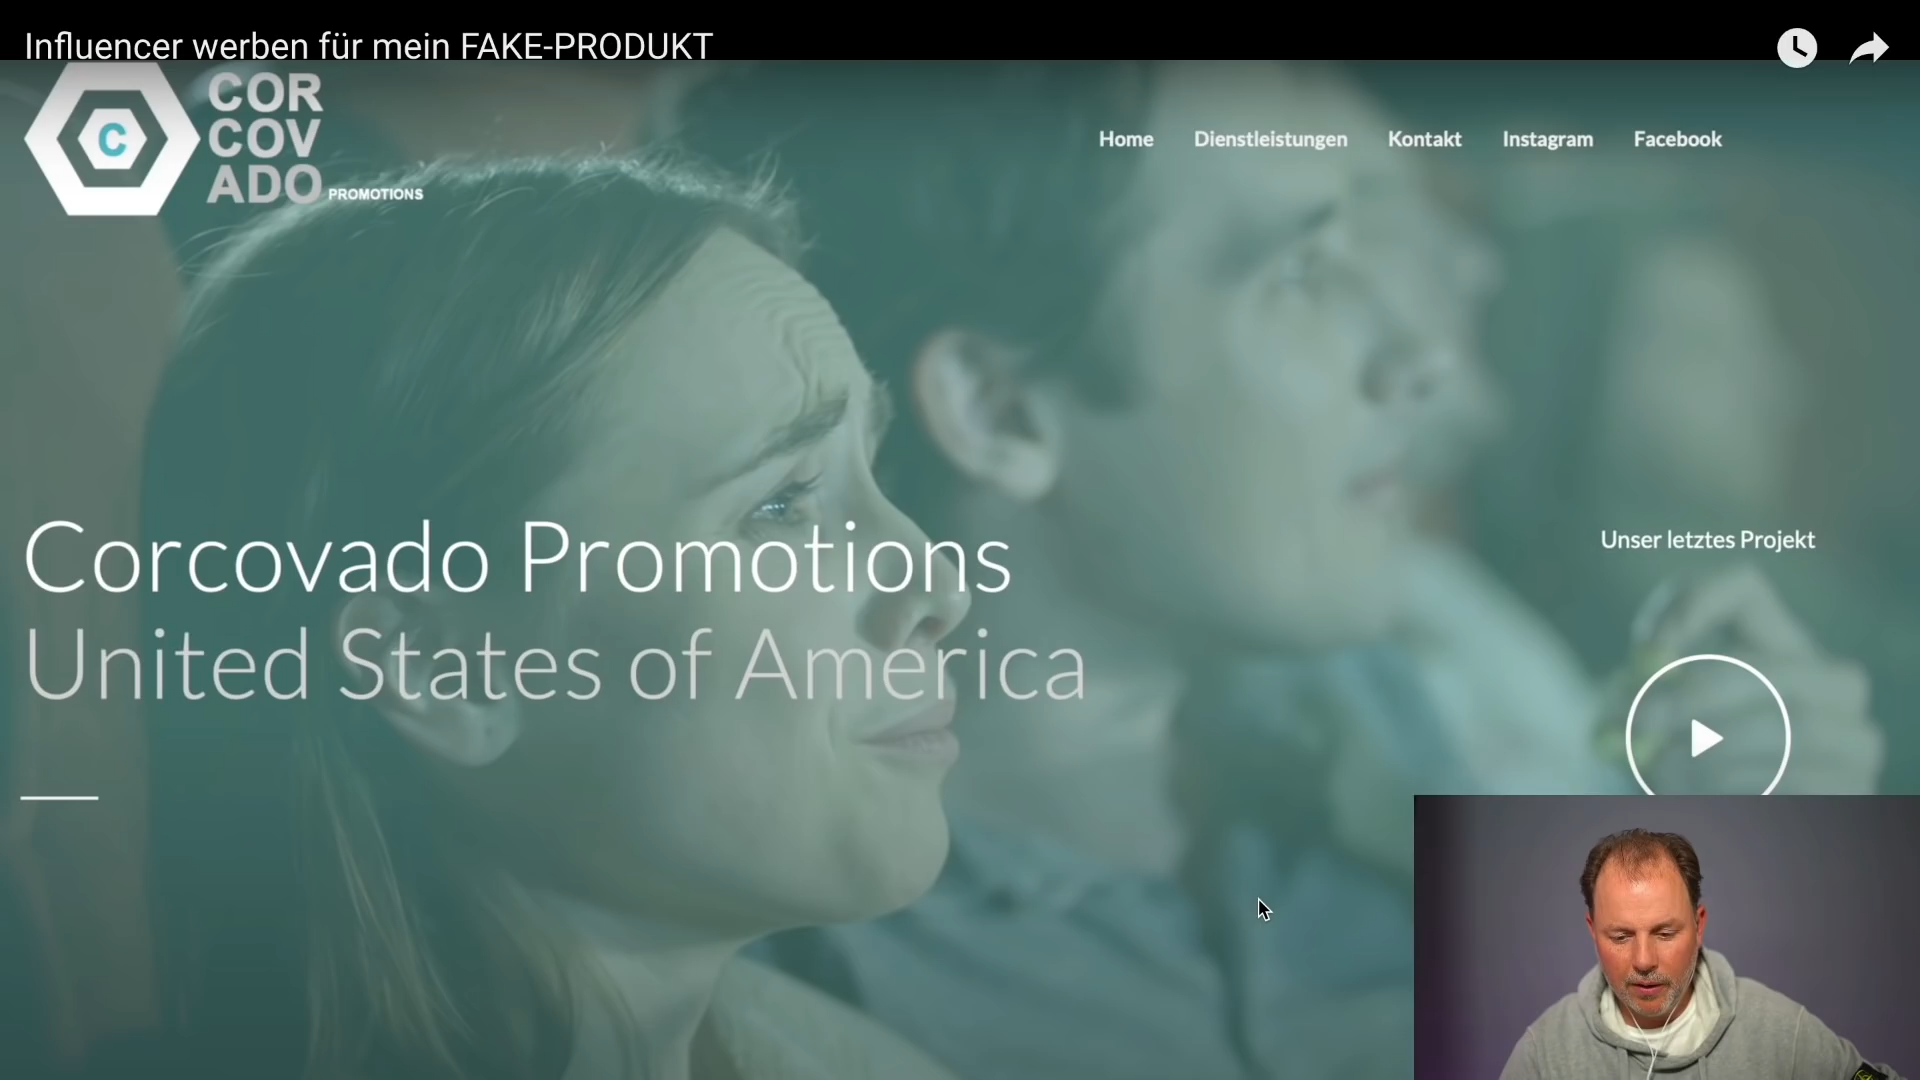 Influencer werben für mein FAKE-PRODUKT
C
COR
COV
ADO PROMOTIONS
Home Dienstleistungen Kontakt Instagram Facebook
Corcovado Promotions
United States of America
Unser letztes Projekt